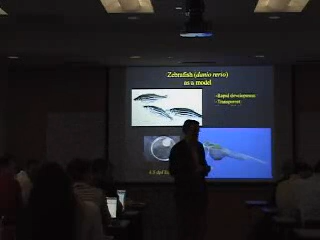 Zebrafish (danio rerio)
as a model
-Rapid development
-Transparent